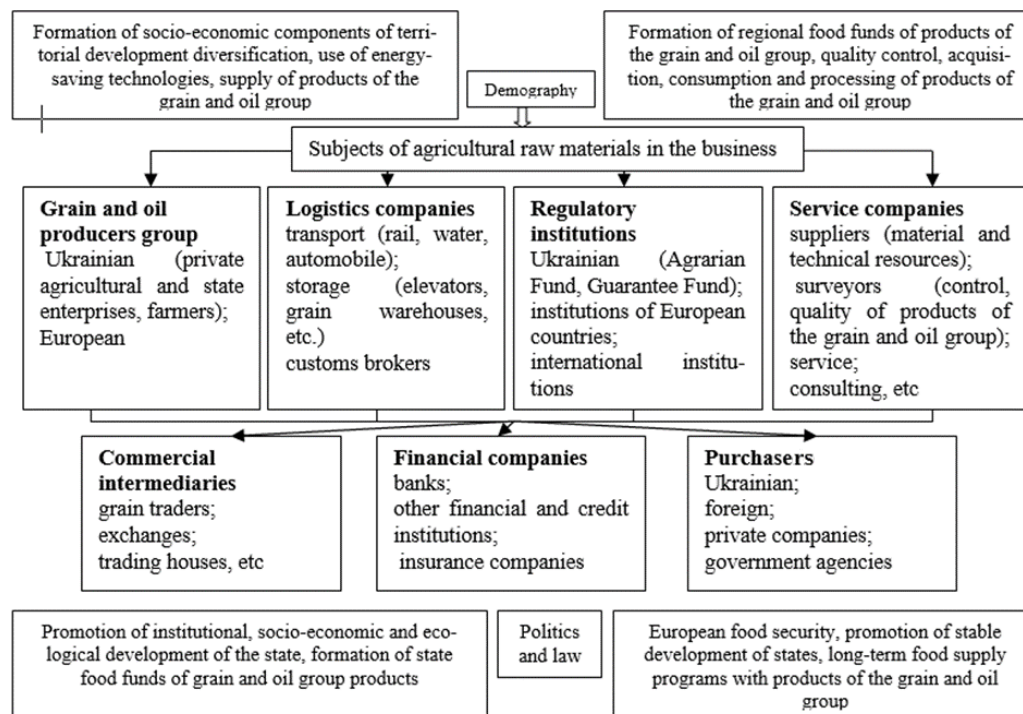 Formation of socio-economic components of terri-
torial development diversification, use of energy-
saving technologies, supply of products of the
grain and oil group
Demography
Formation of regional food funds of products of
the grain and oil group, quality control, acquisi-
tion, consumption and processing of products of
the grain and oil group
Subjects of agricultural raw materials in the business
Grain and oil
producers group
Ukrainian (private
agricultural and state
enterprises, farmers);
European
Logistics companies
transport (rail, water,
automobile);
storage (elevators,
grain warehouses,
etc.)
customs brokers
Regulatory
institutions
Ukrainian (Agrarian
Fund, Guarantee Fund);
institutions of European
countries;
international institu-
tions
Service companies
suppliers (material and
technical resources);
surveyors (control,
quality of products of
the grain and oil group);
service;
consulting, etc
Commercial
intermediaries
grain traders;
exchanges;
trading houses, etc
Financial companies
banks;
other financial and credit
institutions;
insurance companies
Purchasers
Ukrainian;
foreign;
private companies;
government agencies
Promotion of institutional, socio-economic and eco-
logical development of the state, formation of state
food funds of grain and oil group products
Politics
and law
European food security, promotion of stable
development of states, long-term food supply
programs with products of the grain and oil
group